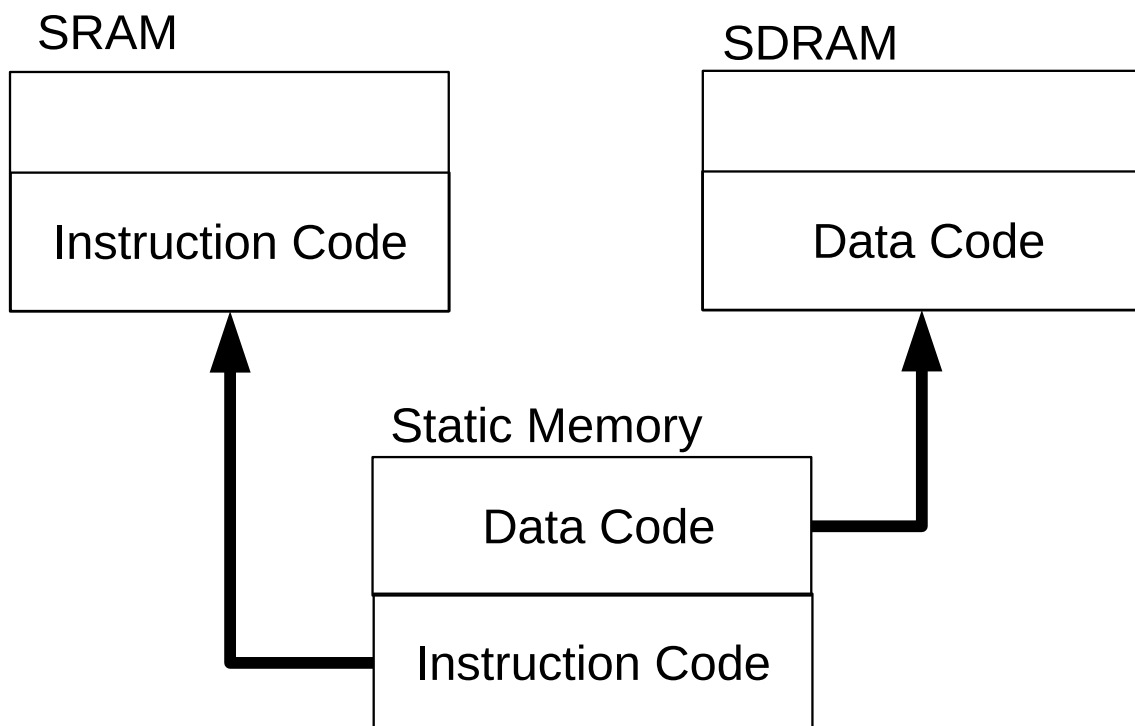 SRAM
SDRAM
Instruction Code
Data Code
Static Memory
Data Code
Instruction Code